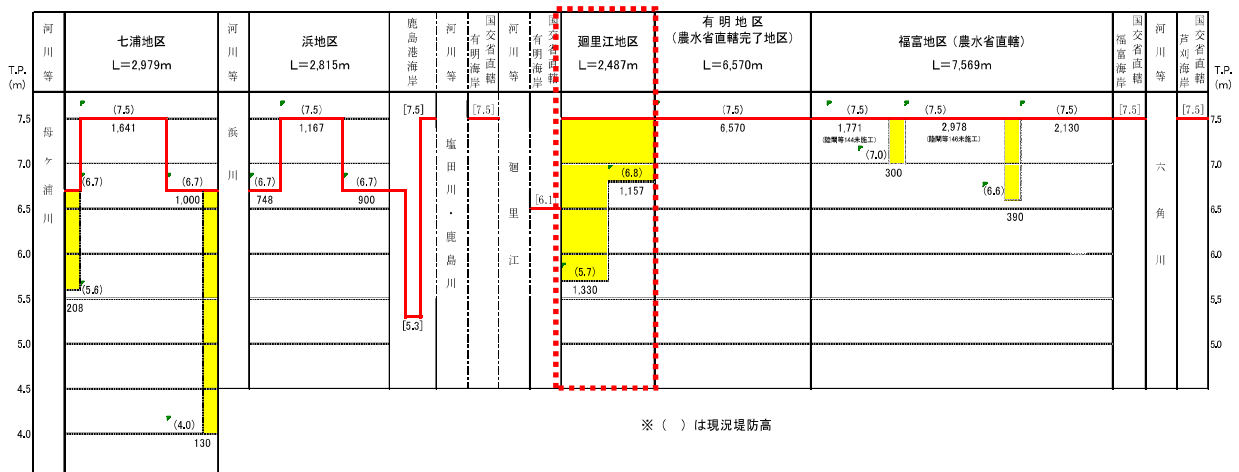 T.P.
(m)
河川等
七浦地区
L=2,979m
河川等
浜地区
L=2,815m
鹿島港海岸
河川等
国交省直轄
有明海岸
河川等
国交省直轄
有明海岸
廻里江地区
L=2,487m
有明地区
(農水省直轄完了地区)
L=6,570m
福富地区(農水省直轄)
L=7,569m
国交省直轄
福富海岸
河川等
国交省直轄
芦刈海岸
T.P.
(m)
7.5
7.0
6.5
6.0
5.5
5.0
4.5
4.0
母ヶ浦川
(7.5)
1,641
(6.7)
(6.7)
1,000
(5.6)
208
(4.0)
130
浜川
(7.5)
1,167
(6.7)
748
(6.7)
900
[7.5]
[5.3]
塩田川・鹿島川
[7.5]
廻里江
[6.1]
(6.8)
1,157
(5.7)
1,330
(7.5)
6,570
(7.5)
1,771
(陸閘等144未施工)
(7.0)
300
(7.5)
2,978
(陸閘等146未施工)
(6.6)
390
(7.5)
2,130
[7.5]
六角川
[7.5]
7.5
7.0
6.5
6.0
5.5
5.0
※( )は現況堤防高